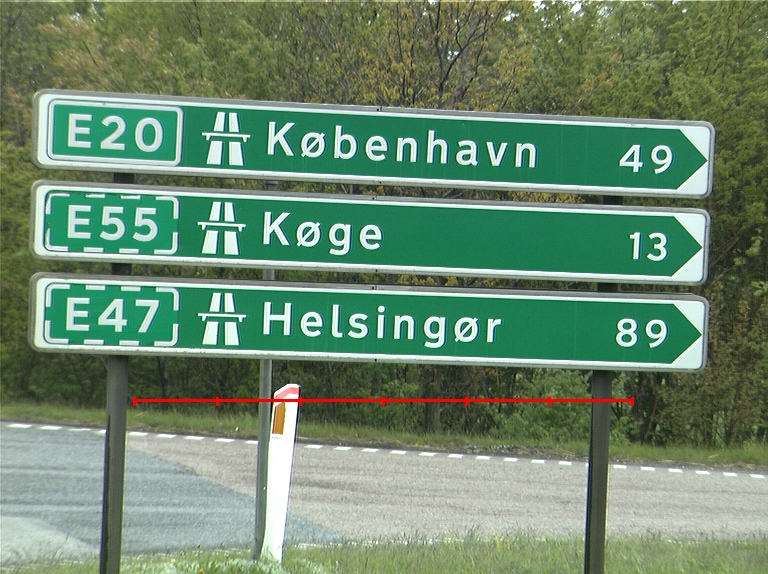 E20 København 49
E55 Køge 13
E47 Helsingør 89